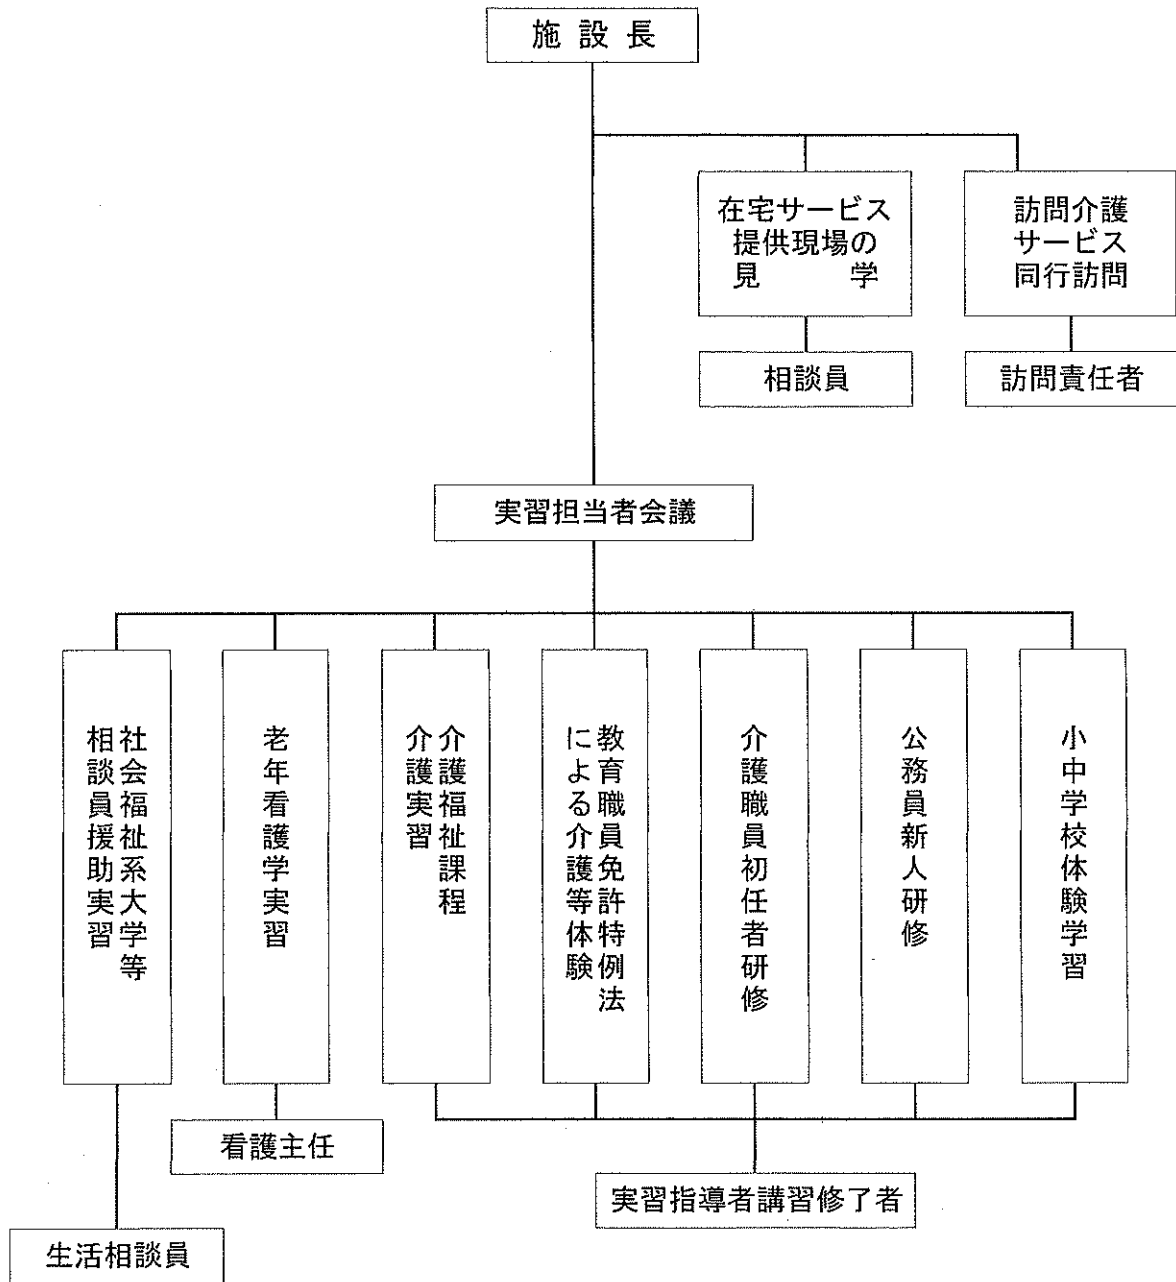 施 設 長
在宅サービス
提供現場の
見　　学
訪問介護
サービス
同行訪問
相談員
訪問責任者
実習担当者会議
社会福祉系大学等
相談員援助実習
老年看護学実習
介護福祉課程
介護実習
教育職員免許特例法
による介護等体験
介護職員初任者研修
公務員新人研修
小中学校体験学習
看護主任
実習指導者講習修了者
生活相談員